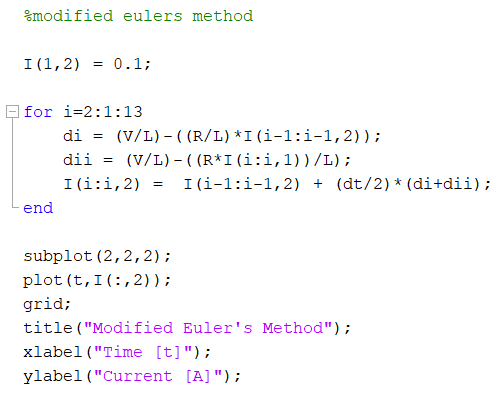 %modified eulers method
I(1,2) = 0.1;
for i=2:1:13
di = (V/L)-((R/L)*I(i-1:i-1,2));
dii = (V/L)-((R*I(i:i,1))/L);
I(i:i,2) =  I(i-1:i-1,2) + (dt/2)*(di+dii);
end
subplot(2,2,2);
plot(t,I(:,2));
grid;
title("Modified Euler's Method");
xlabel("Time [t]");
ylabel("Current [A]");